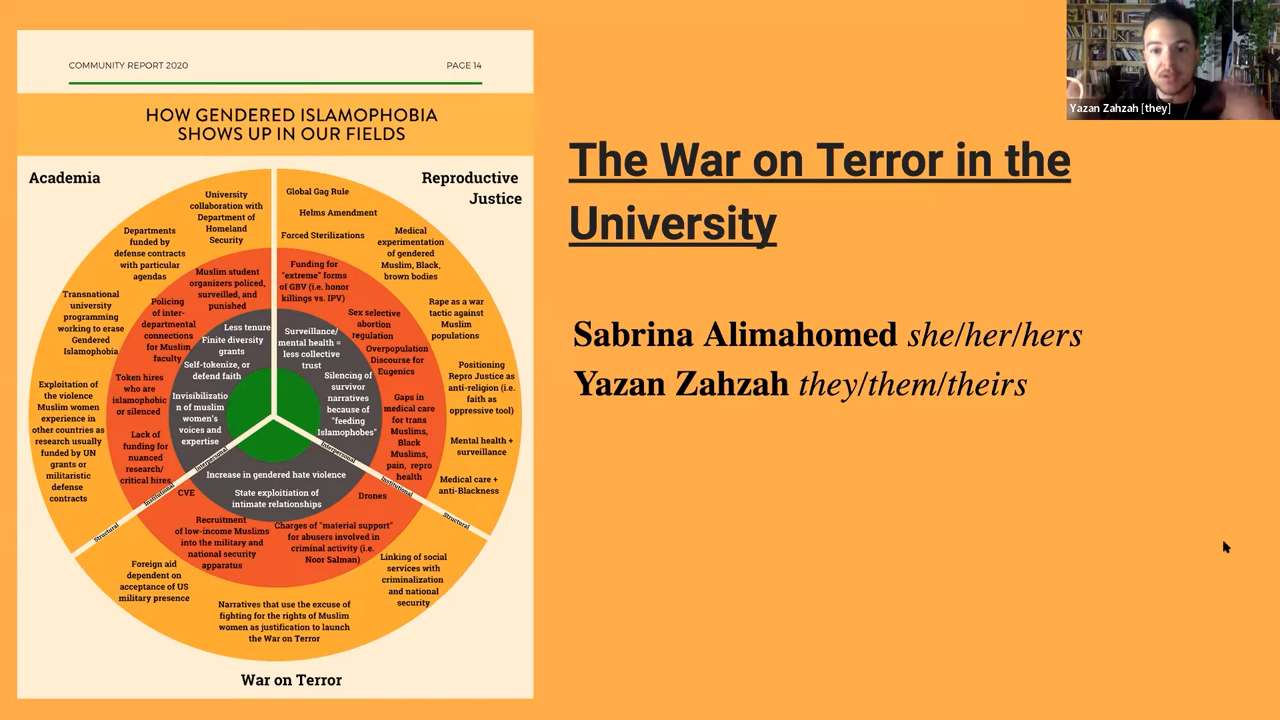 COMMUNITY REPORT 2020
PAGE 14
HOW GENDERED ISLAMOPHOBIA
SHOWS UP IN OUR FIELDS
Academia
University
collaboration with
Department of
Homeland
Security
Departments
funded by
defense contracts
with particular
agendas
Transnational
university
programming
working to erase
Gendered
Islamophobia
Exploitation of
the violence
Muslim women
experience in
other countries as
research usually
funded by UN
grants or
militaristic
defense
contracts
Muslim student
organizers policed,
surveilled, and
punished
Policing
of inter-
departmental
connections
for Muslim
faculty
Token hires
who are
islamophobic
or silenced
Lack of
funding for
nuanced
research/
critical hires
Less tenure
Finite diversity
grants
Self-tokenize, or
defend faith
Invisibilizatio
n of muslim
women's
voices and
expertise
Reproductive
Justice
Global Gag Rule
Helms Amendment
Forced Sterilizations
Medical
experimentation
of gendered
Muslim, Black,
brown bodies
Rape as a war
tactic against
Muslim
populations
Positioning
Repro Justice as
anti-religion (i.e.
faith as
oppressive tool)
Mental health +
surveillance
Medical care +
anti-Blackness
Funding for
"extreme" forms
of GBV (i.e. honor
killings vs. IPV)
Sex selective
abortion
regulation
Overpopulation
Discourse for
Eugenics
Gaps in
medical care
for trans
Muslims,
Black
Muslims,
pain, repro
health
Surveillance/
mental health =
less collective
trust
Silencing of
survivor
narratives
because of
"feeding
Islamophobes"
Interpersonal
Institutional
Structural
Interpersonal
Institutional
Structural
Increase in gendered hate violence
State exploitiation of
intimate relationships
CVE
Drones
Recruitment
of low-income Muslims
into the military and
national security
apparatus
Charges of "material support"
for abusers involved in
criminal activity (i.e.
Noor Salman)
Foreign aid
dependent on
acceptance of US
military presence
Narratives that use the excuse of
fighting for the rights of Muslim
women as justification to launch
the War on Terror
Linking of social
services with
criminalization
and national
security
War on Terror
The War on Terror in the
University
Sabrina Alimahomed she/her/hers
Yazan Zahzah they/them/theirs
Yazan Zahzah [they]